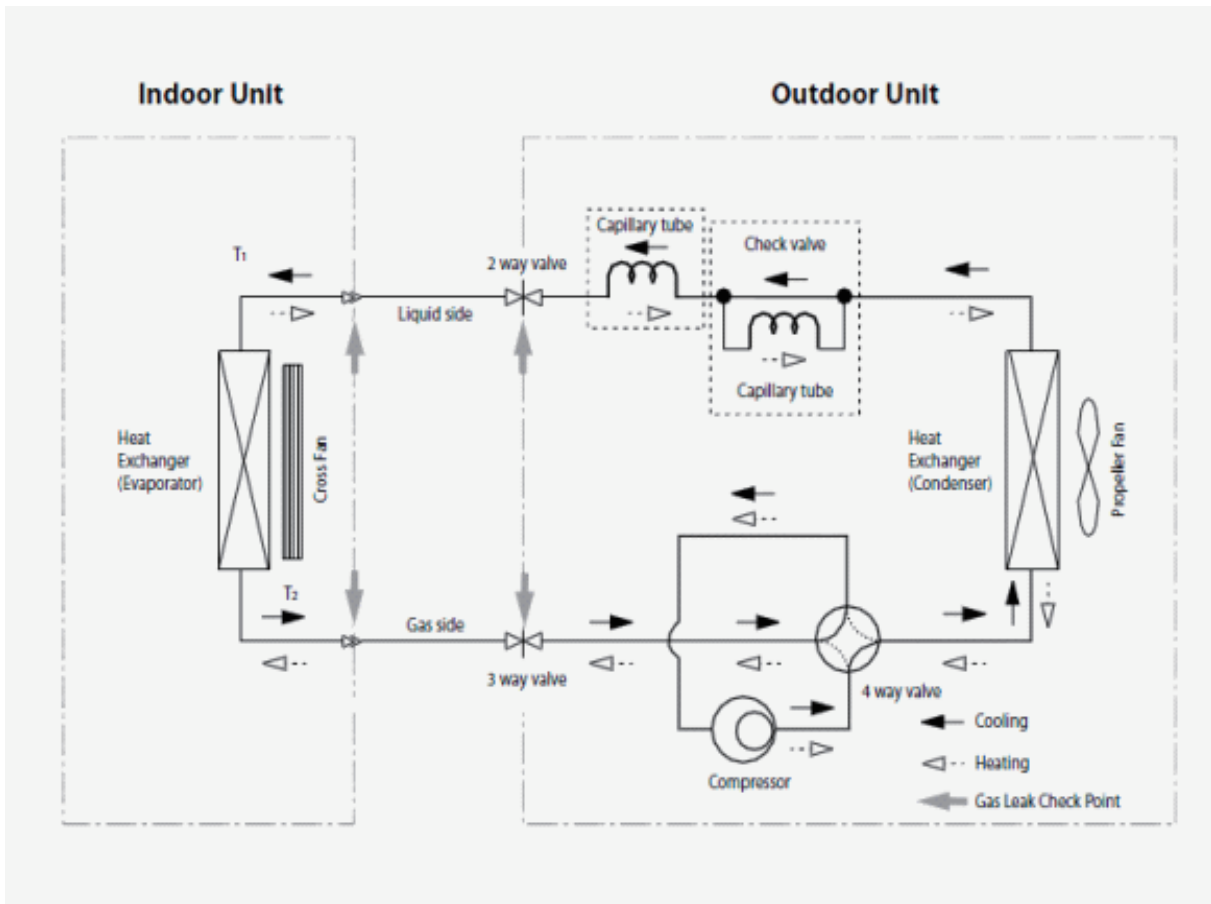 Indoor Unit
Outdoor Unit
Capillary tube
Check valve
T1
2 way valve
Liquid side
Capillary tube
Heat
Exchanger
(Evaporator)
Cross Fan
Heat
Exchanger
(Condenser)
Propeller Fan
T2
Gas side
3 way valve
4 way valve
Cooling
Heating
Compressor
Gas Leak Check Point